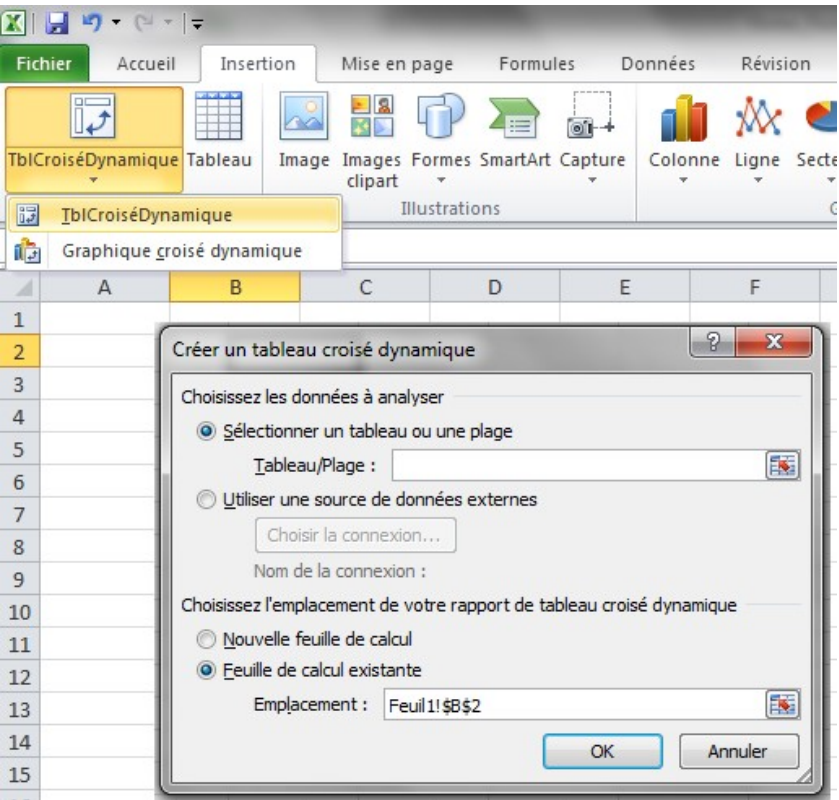 Fichier Accueil Insertion Mise en page Formules Données Révision
TblCroiséDynamique Tableau Image Images clipart Formes SmartArt Capture Colonne Ligne Secte
Illustrations G
TblCroiséDynamique
Graphique croisé dynamique
A B C D E F
1
2
3
4
5
6
7
8
9
10
11
12
13
14
15
Créer un tableau croisé dynamique
Choisissez les données à analyser
Sélectionner un tableau ou une plage
Tableau/Plage :
Utiliser une source de données externes
Choisir la connexion...
Nom de la connexion :
Choisissez l'emplacement de votre rapport de tableau croisé dynamique
Nouvelle feuille de calcul
Feuille de calcul existante
Emplacement : Feuil1!$B$2
OK Annuler